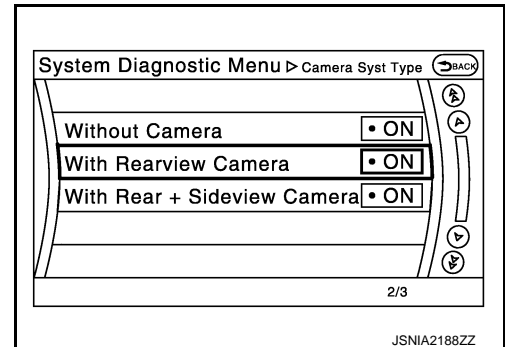 System Diagnostic Menu ▷ Camera Syst Type BACK
Without Camera • ON
With Rearview Camera • ON
With Rear + Sideview Camera • ON
2/3
JSNIA2188ZZ